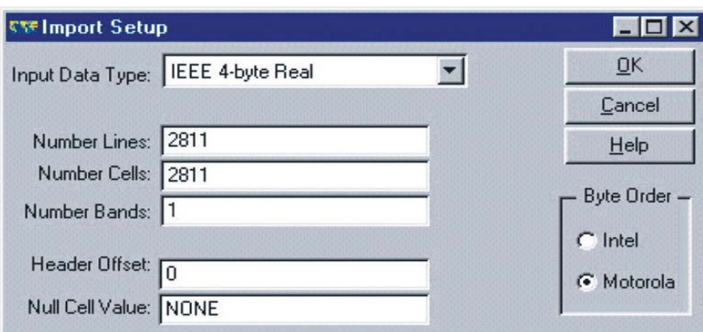 Import Setup
Input Data Type: IEEE 4-byte Real
OK
Cancel
Help
Number Lines: 2811
Number Cells: 2811
Number Bands: 1
Byte Order
Intel
Motorola
Header Offset: 0
Null Cell Value: NONE